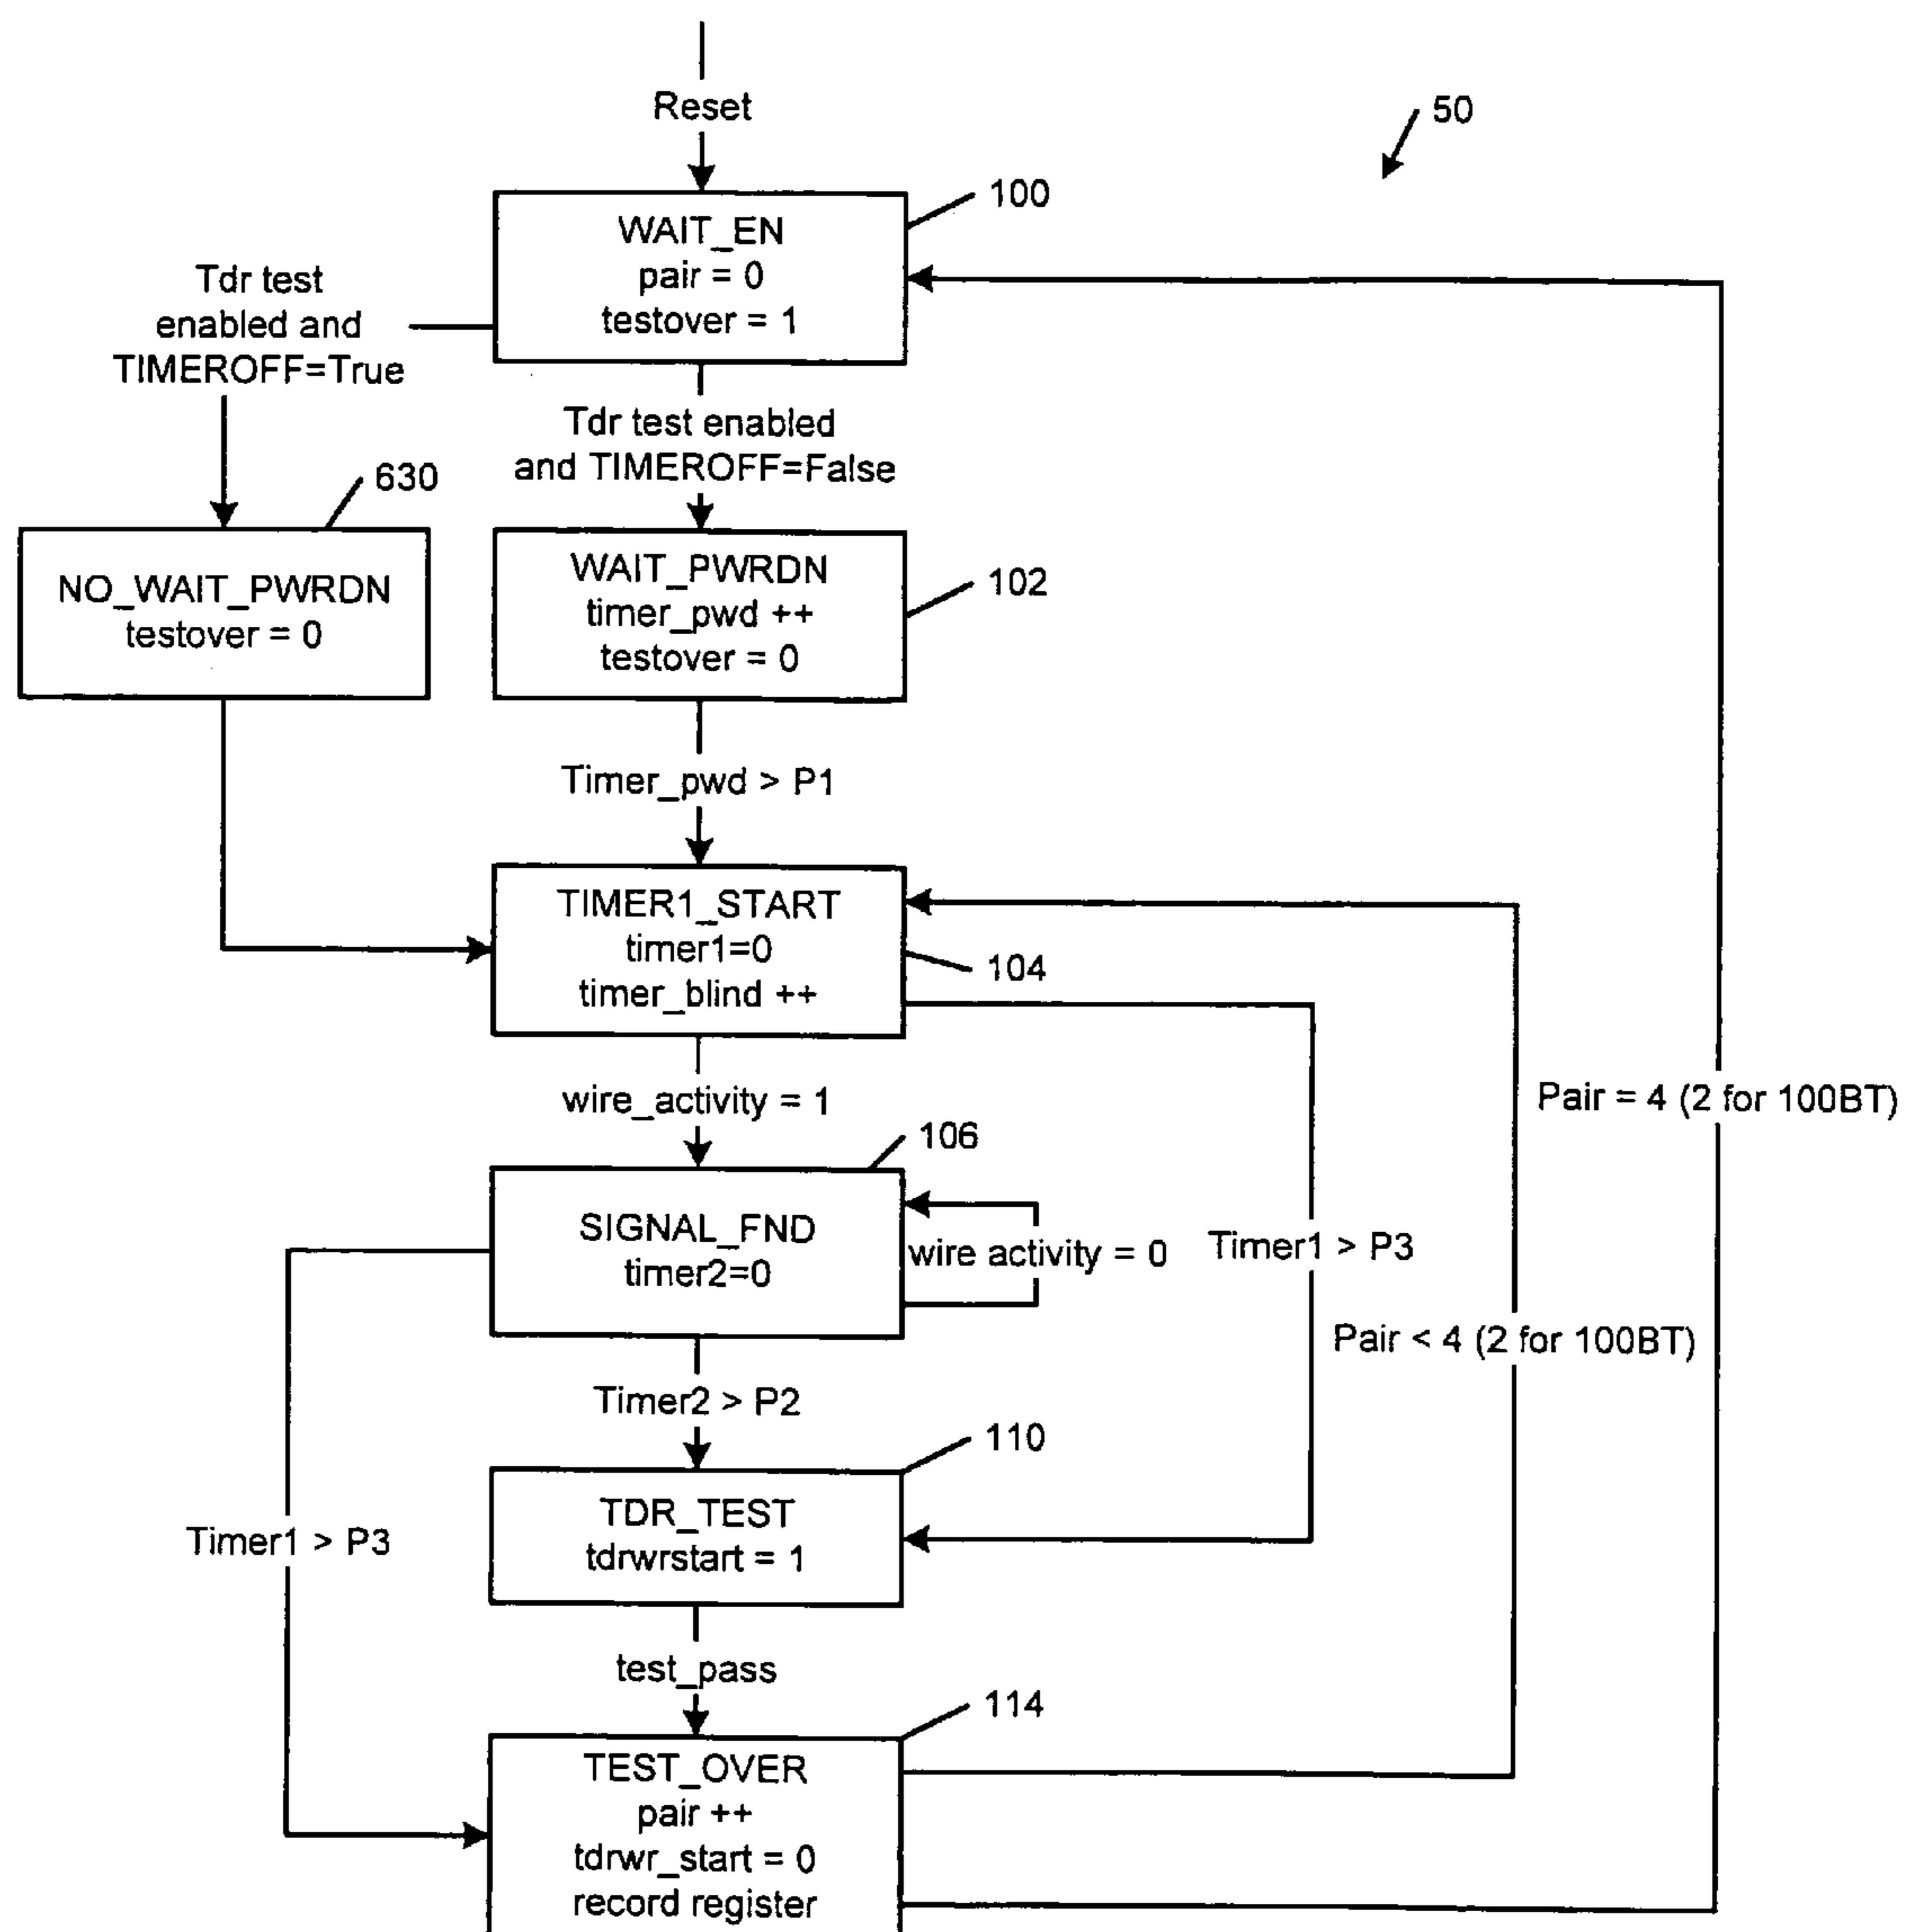 Reset
50
100
WAIT_EN
pair = 0
testover = 1
Tdr test
enabled and
TIMEROFF=True
Tdr test enabled
and TIMEROFF=False
630
NO_WAIT_PWRDN
testover = 0
WAIT_PWRDN
timer_pwd ++
testover = 0
102
Timer_pwd > P1
TIMER1_START
timer1=0
timer_blind ++
104
wire_activity = 1
Pair = 4 (2 for 100BT)
106
SIGNAL_FND
timer2=0
wire activity = 0
Timer1 > P3
Pair < 4 (2 for 100BT)
Timer2 > P2
110
TDR_TEST
tdrwrstart = 1
Timer1 > P3
test_pass
114
TEST_OVER
pair ++
tdrwr_start = 0
record register